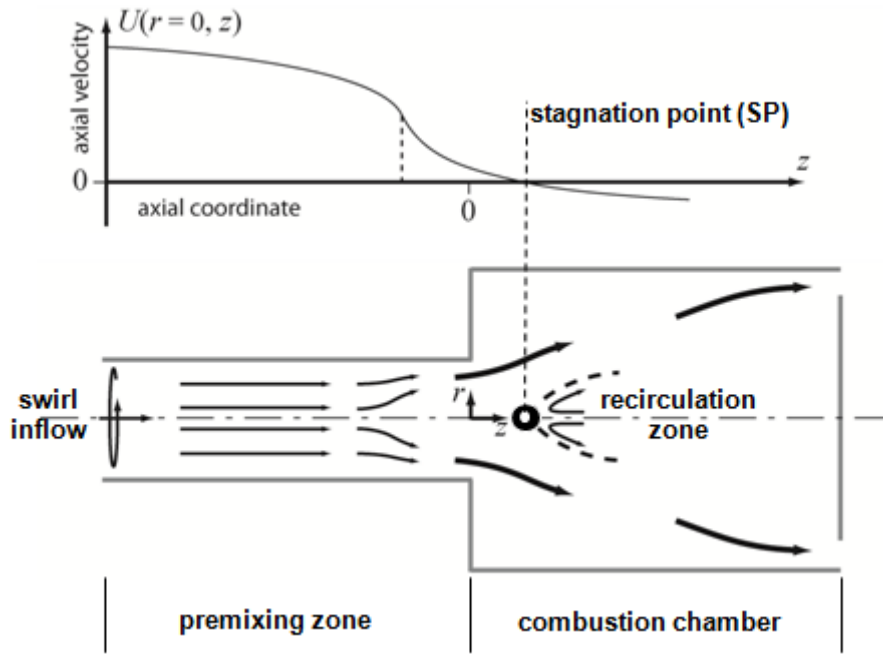 U(r = 0, z)
axial velocity
stagnation point (SP)
z
0
axial coordinate
0
swirl
inflow
r
z
recirculation
zone
premixing zone
combustion chamber